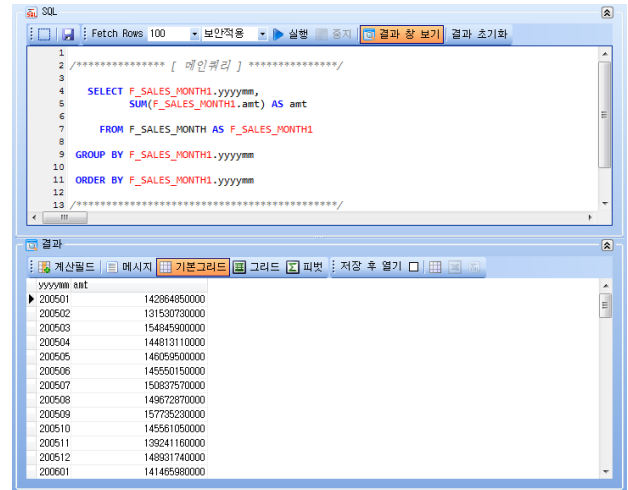 SQL
Fetch Rows 100 보안적용 실행 중지 결과 창 보기 결과 초기화
1
2 /*************** [ 메인쿼리 ] ***************/
3
4 SELECT F_SALES_MONTH1.yyyymm,
5 SUM(F_SALES_MONTH1.amt) AS amt
6
7 FROM F_SALES_MONTH AS F_SALES_MONTH1
8
9 GROUP BY F_SALES_MONTH1.yyyymm
10
11 ORDER BY F_SALES_MONTH1.yyyymm
12
13 /*******************************************/
결과
계산필드 메시지 기본그리드 그리드 피벗 저장 후 열기
yyyymm amt
200501 142864850000
200502 131530730000
200503 154845900000
200504 144813110000
200505 146059500000
200506 145550150000
200507 150837570000
200508 149672870000
200509 157735230000
200510 145561050000
200511 139241160000
200512 148931740000
200601 141465980000